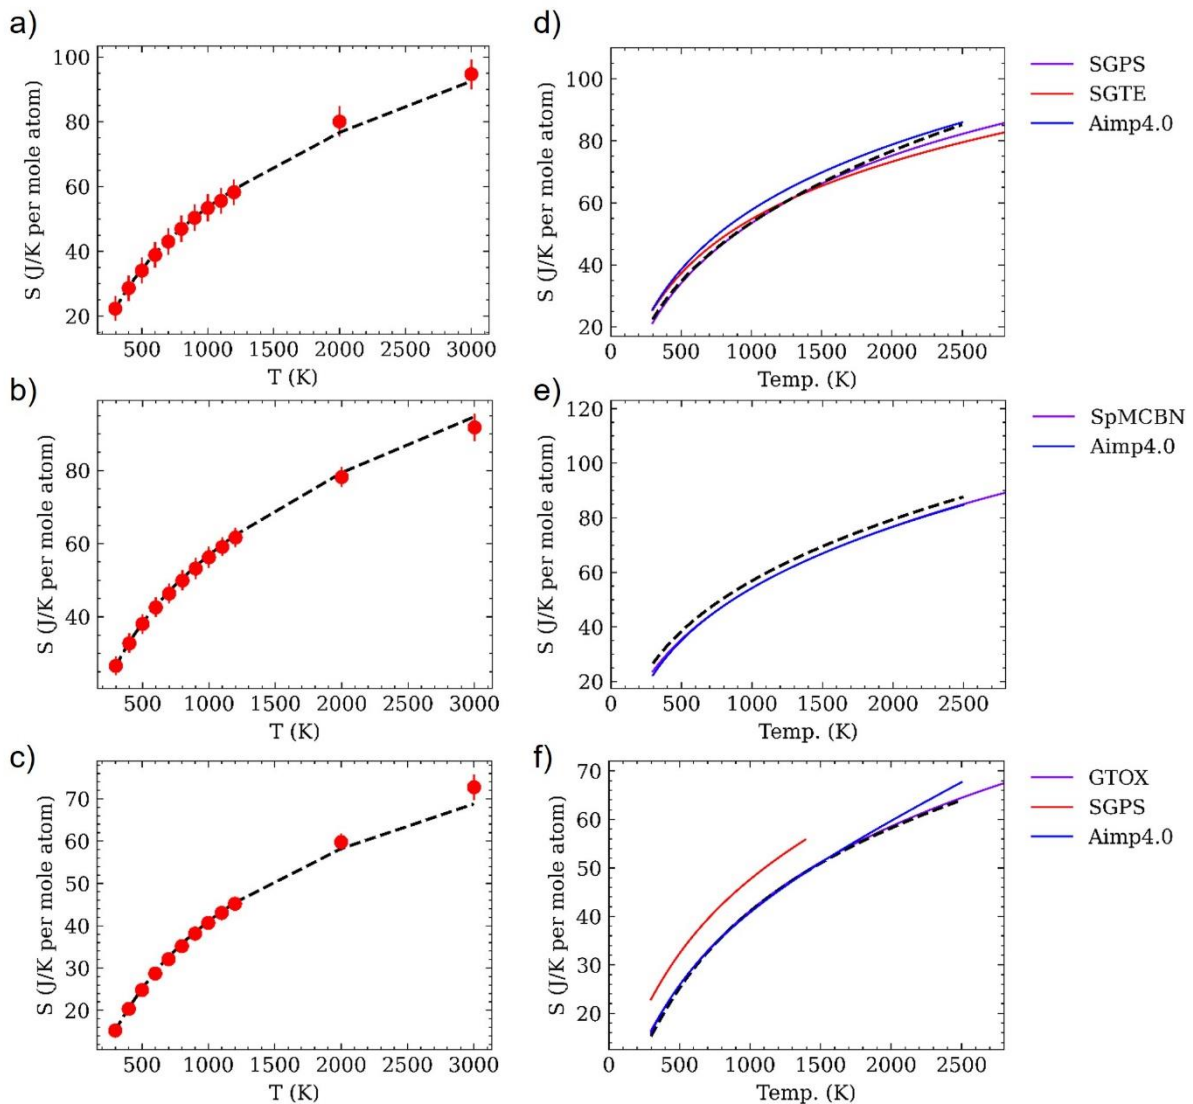 a)
100
80
60
40
20
S (J/K per mole atom)
500 1000 1500 2000 2500 3000
T (K)
d)
100
80
60
40
20
S (J/K per mole atom)
0 500 1000 1500 2000 2500
Temp. (K)
SGPS
SGTE
Aimp4.0
b)
80
60
40
S (J/K per mole atom)
500 1000 1500 2000 2500 3000
T (K)
e)
120
100
80
60
40
20
S (J/K per mole atom)
0 500 1000 1500 2000 2500
Temp. (K)
SpMCBN
Aimp4.0
c)
70
60
50
40
30
20
S (J/K per mole atom)
500 1000 1500 2000 2500 3000
T (K)
f)
70
60
50
40
30
20
S (J/K per mole atom)
0 500 1000 1500 2000 2500
Temp. (K)
GTOX
SGPS
Aimp4.0